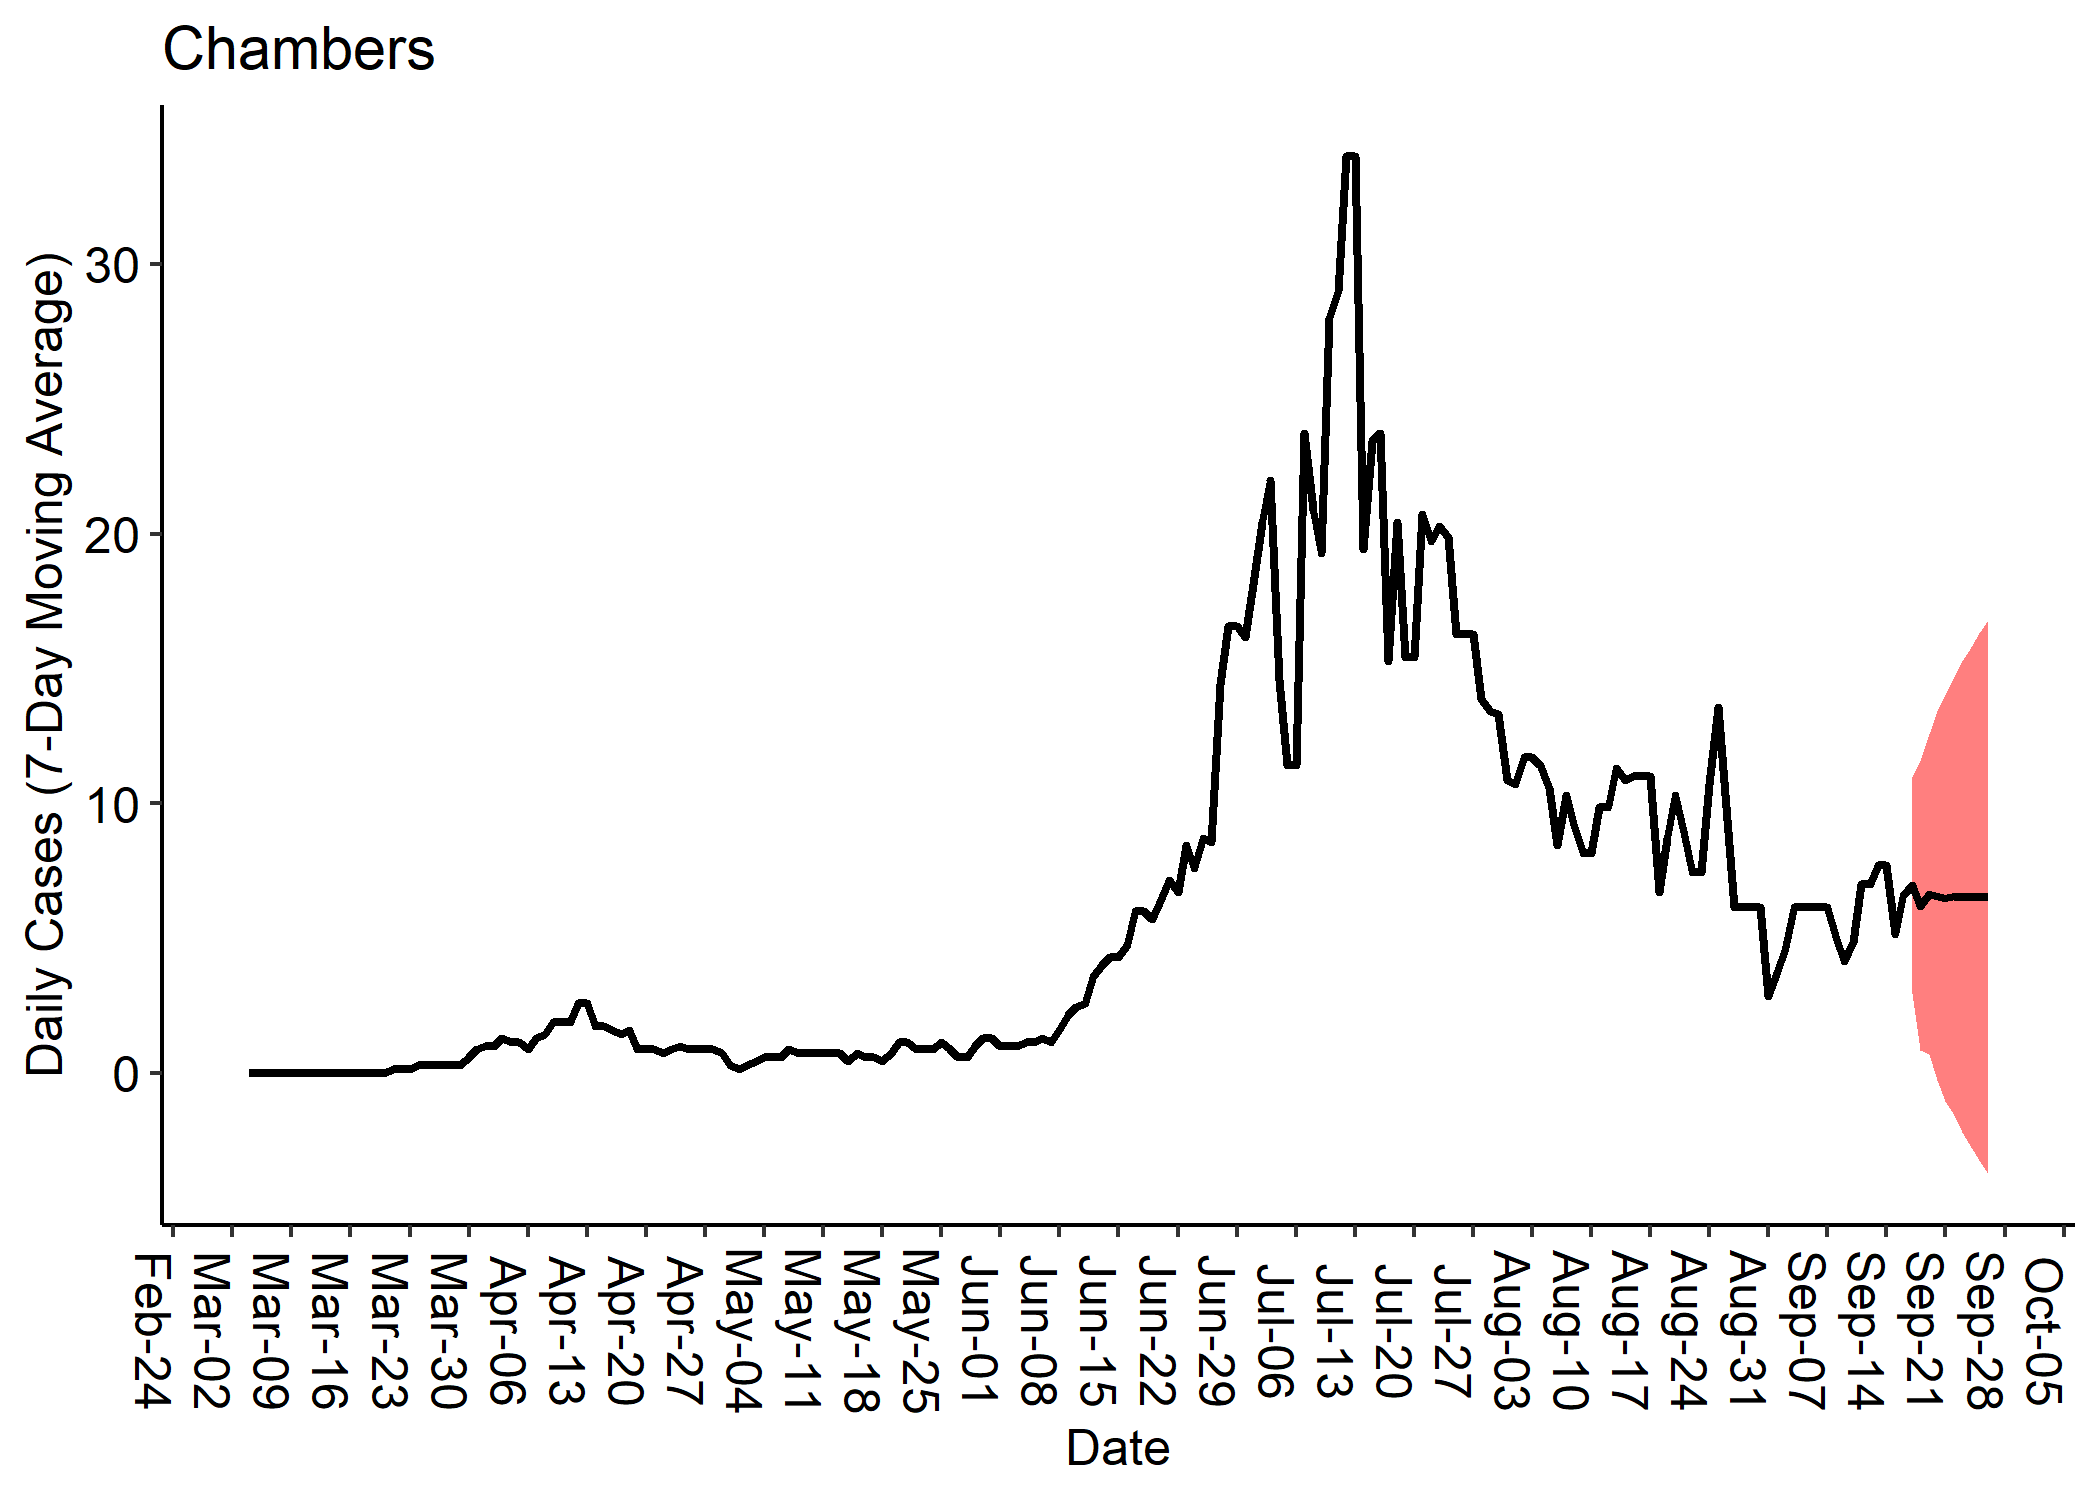 Chambers
Daily Cases (7-Day Moving Average)
30
20
10
0
Feb-24
Mar-02
Mar-09
Mar-16
Mar-23
Mar-30
Apr-06
Apr-13
Apr-20
Apr-27
May-04
May-11
May-18
May-25
Jun-01
Jun-08
Jun-15
Jun-22
Jun-29
Jul-06
Jul-13
Jul-20
Jul-27
Aug-03
Aug-10
Aug-17
Aug-24
Aug-31
Sep-07
Sep-14
Sep-21
Sep-28
Oct-05
Date